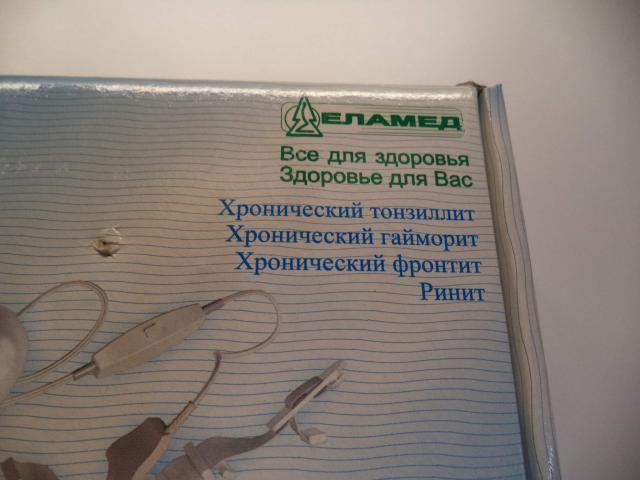 ЕЛАМЕД
Все для здоровья
Здоровье для Вас
Хронический тонзиллит
Хронический гайморит
Хронический фронтит
Ринит